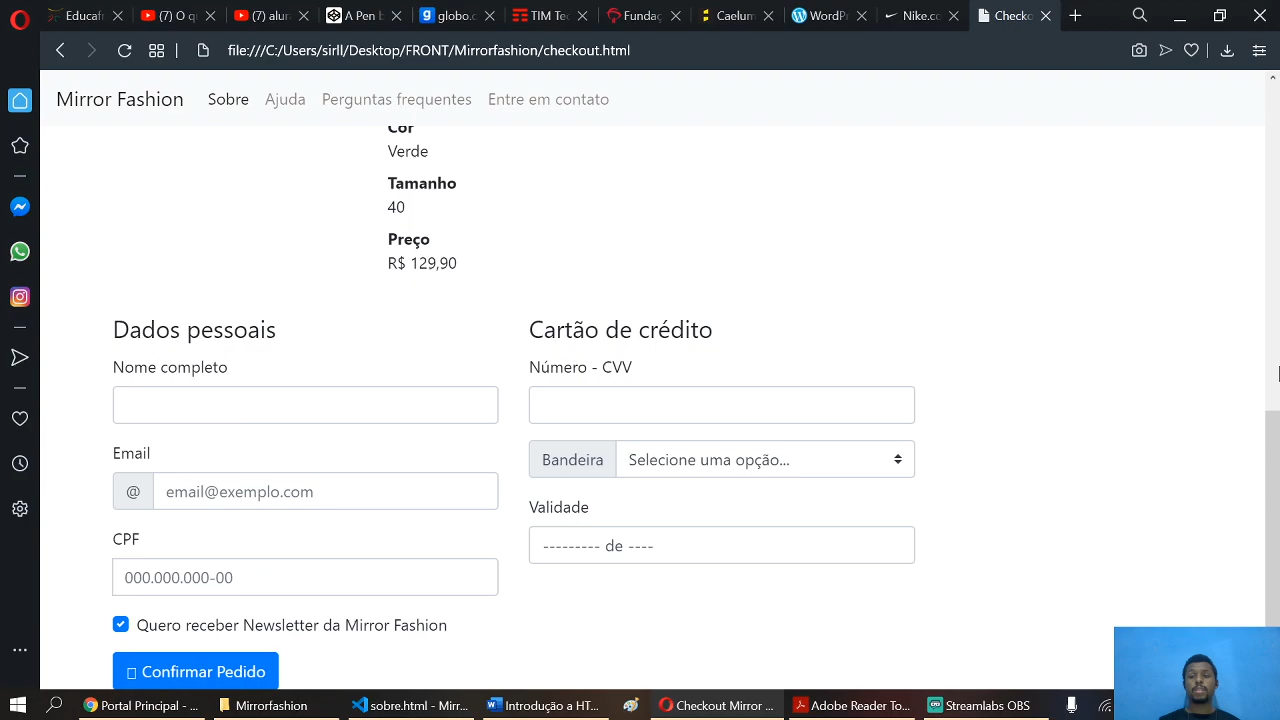 Educaf
(7) O q
(7) alur
A Pen b
globo.c
TIM Tec
Fundaç
Caelum
WordPr
Nike.co
Checko
file:///C:/Users/sirll/Desktop/FRONT/Mirrorfashion/checkout.html
Mirror Fashion Sobre Ajuda Perguntas frequentes Entre em contato
Cor
Verde
Tamanho
40
Preço
R$ 129,90
Dados pessoais
Nome completo
Email
@ email@exemplo.com
CPF
000.000.000-00
Quero receber Newsletter da Mirror Fashion
Confirmar Pedido
Cartão de crédito
Número - CVV
Bandeira Selecione uma opção...
Validade
--------- de ----
Portal Principal - ...
Mirrorfashion
sobre.html - Mirr...
Introdução a HT...
Checkout Mirror ...
Adobe Reader To...
Streamlabs OBS